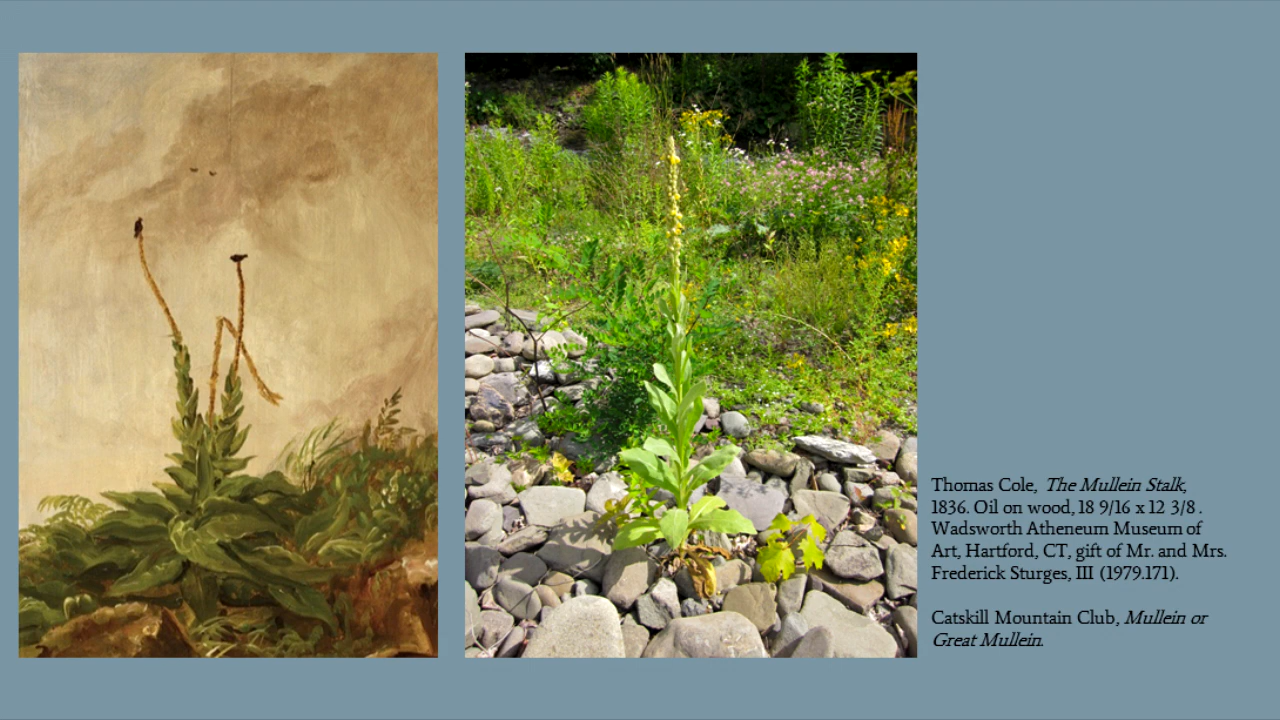 Thomas Cole, The Mullein Stalk,
1836. Oil on wood, 18 9/16 x 12 3/8 .
Wadsworth Atheneum Museum of
Art, Hartford, CT, gift of Mr. and Mrs.
Frederick Sturges, III (1979.171).
Catskill Mountain Club, Mullein or
Great Mullein.